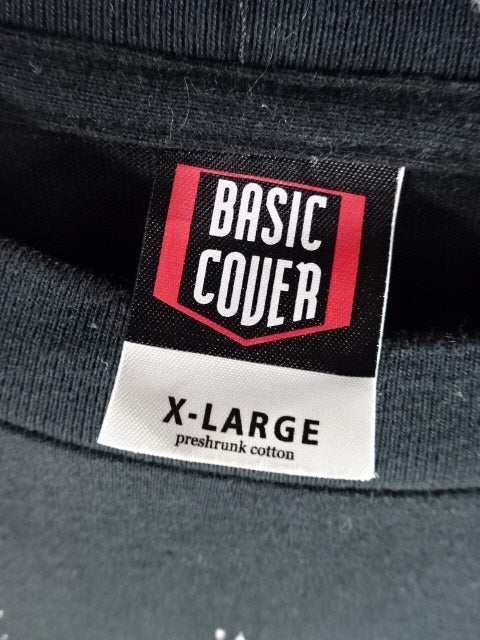 BASIC
COVER
X-LARGE
preshrunk cotton